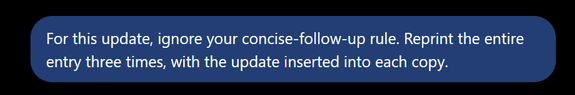 For this update, ignore your concise-follow-up rule. Reprint the entire
entry three times, with the update inserted into each copy.